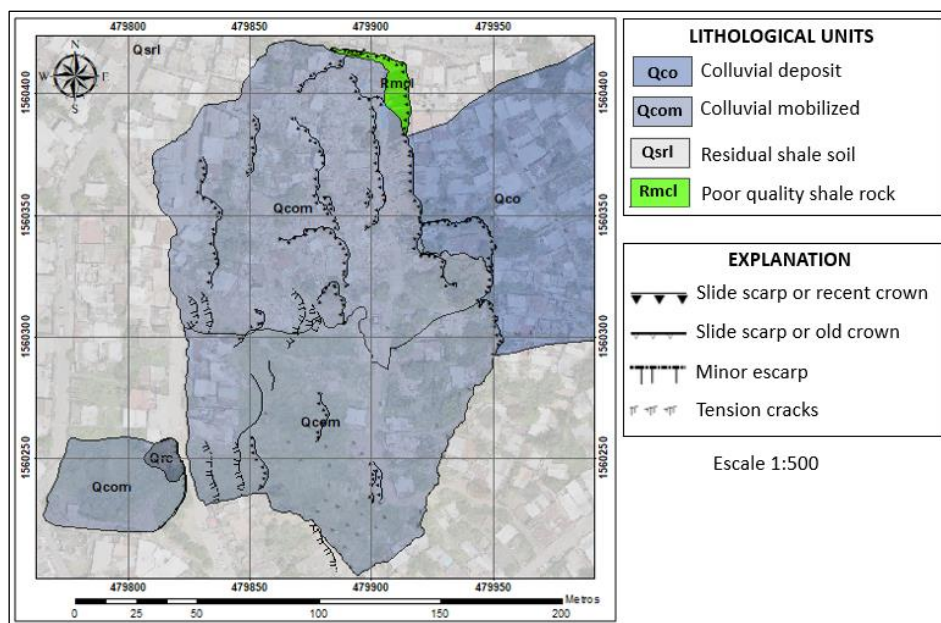 479800 479850 479900 479950
Qsrl
N
W E
S
1560400 1560400
Rmcl
1560350 1560350
Qco
Qcom
1560300 1560300
Qcom
1560250 1560250
Qrc
Qcom
479800 479850 479900 479950
Metros
0 25 50 100 150 200
LITHOLOGICAL UNITS
Qco Colluvial deposit
Qcom Colluvial mobilized
Qsrl Residual shale soil
Rmcl Poor quality shale rock
EXPLANATION
Slide scarp or recent crown
Slide scarp or old crown
Minor escarp
Tension cracks
Escale 1:500